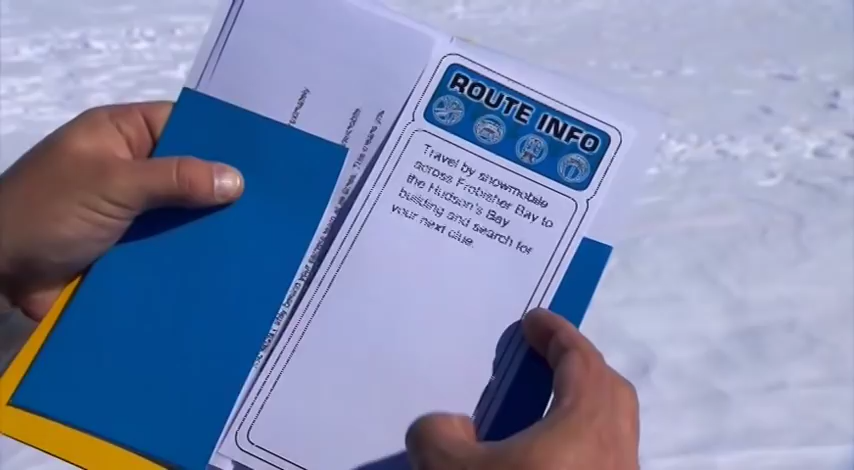 ROUTE INFO
Travel by snowmobile
across Frobisher Bay to
the Hudson's Bay
building and search for
your next clue.